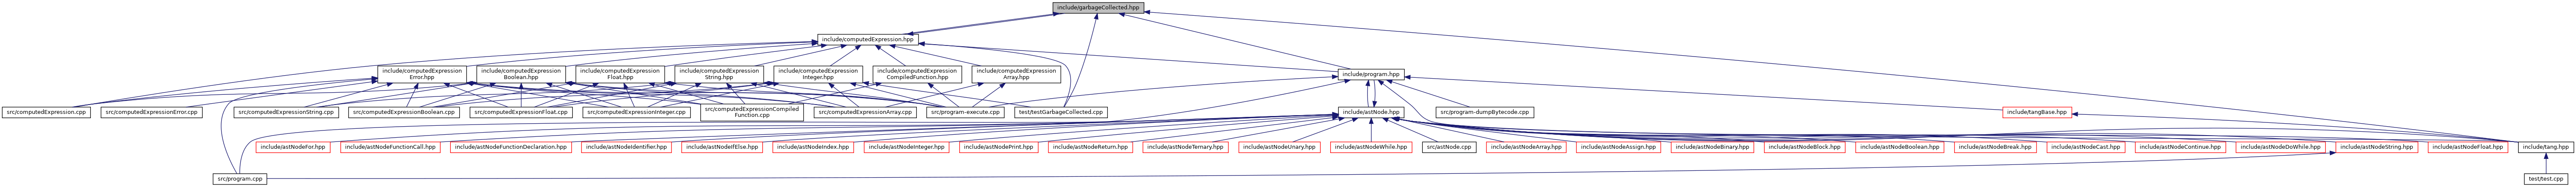 include/garbageCollected.hpp
include/computedExpression.hpp
include/computedExpression
Error.hpp
include/computedExpression
Boolean.hpp
include/computedExpression
Float.hpp
include/computedExpression
String.hpp
include/computedExpression
Integer.hpp
include/computedExpression
CompiledFunction.hpp
include/computedExpression
Array.hpp
include/program.hpp
src/computedExpression.cpp
src/computedExpressionError.cpp
src/computedExpressionString.cpp
src/computedExpressionBoolean.cpp
src/computedExpressionFloat.cpp
src/computedExpressionInteger.cpp
src/computedExpressionCompiled
Function.cpp
src/computedExpressionArray.cpp
src/program-execute.cpp
test/testGarbageCollected.cpp
include/astNode.hpp
src/program-dumpBytecode.cpp
include/tangBase.hpp
include/astNodeFor.hpp
include/astNodeFunctionCall.hpp
include/astNodeFunctionDeclaration.hpp
include/astNodeIdentifier.hpp
include/astNodeIfElse.hpp
include/astNodeIndex.hpp
include/astNodeInteger.hpp
include/astNodePrint.hpp
include/astNodeReturn.hpp
include/astNodeTernary.hpp
include/astNodeUnary.hpp
include/astNodeWhile.hpp
src/astNode.cpp
include/astNodeArray.hpp
include/astNodeAssign.hpp
include/astNodeBinary.hpp
include/astNodeBlock.hpp
include/astNodeBoolean.hpp
include/astNodeBreak.hpp
include/astNodeCast.hpp
include/astNodeContinue.hpp
include/astNodeDoWhile.hpp
include/astNodeString.hpp
include/astNodeFloat.hpp
include/tang.hpp
src/program.cpp
test/test.cpp